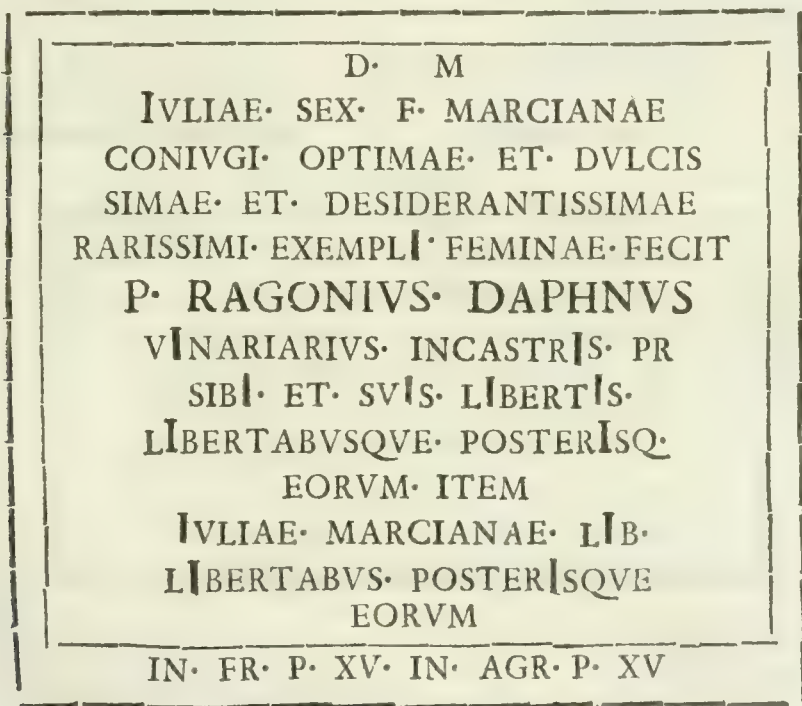 D· M
IVLIAE· SEX· F· MARCIANAE
CONIVGI· OPTIMAE· ET· DVLCIS
SIMAE· ET· DESIDERANTISSIMAE
RARISSIMI· EXEMPLI· FEMINAE· FECIT
P· RAGONIVS· DAPHNVS
VINARIARIVS· INCASTRIS· PR
SIBI· ET· SVIS· LIBERTIS·
LIBERTABVSQVE· POSTERISQ·
EORVM· ITEM
IVLIAE· MARCIANAE· LIB·
LIBERTABVS· POSTERISQVE
EORVM
IN· FR· P· XV· IN· AGR· P· XV